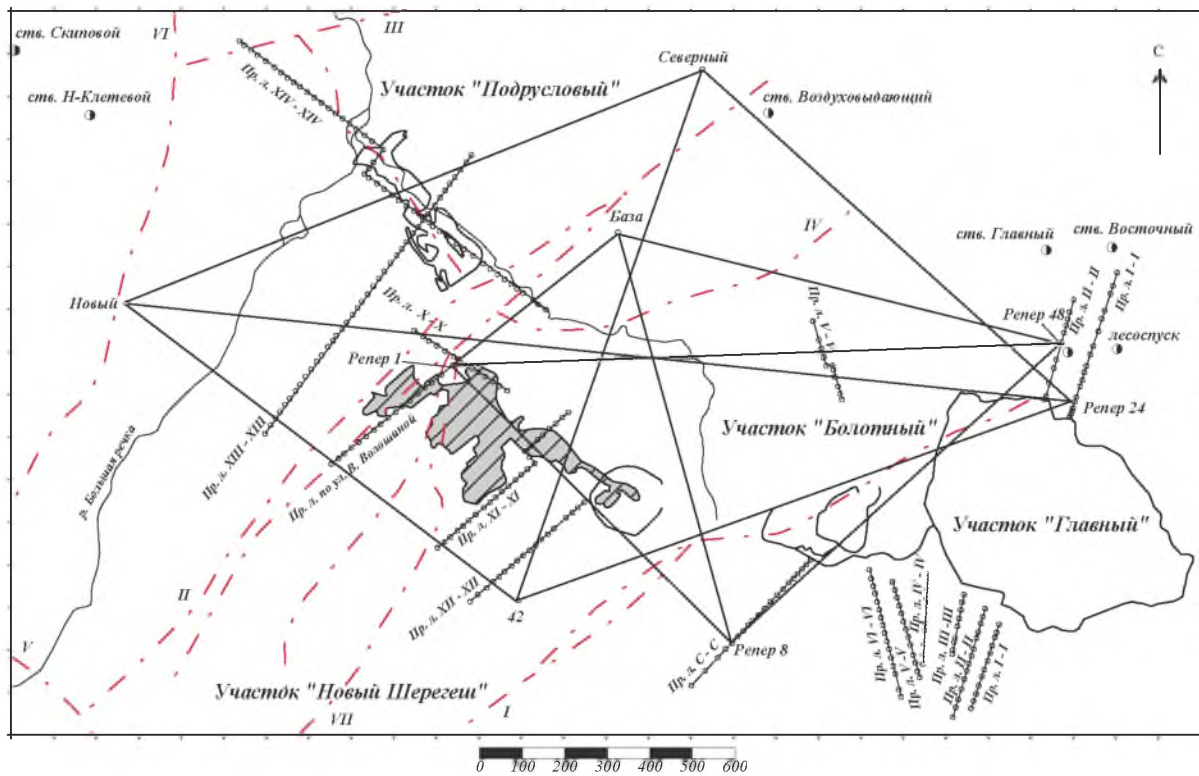 III
VI
ств. Скиповой
Северный
С
Пр. л. XIV - XIV
Участок "Подрусловый"
ств. Воздуховыдающий
ств. Н-Клетевой
База
IV
ств. Главный
ств. Восточный
Пр. л. II - II
Пр. л. I - I
Новый
Пр. л. X - X
Пр. л. V - V
Репер 48
лесоспуск
Репер 1
Репер 24
Пр. л. XIII - XIII
Пр. л. по ул. В. Волошиной
Участок "Болотный"
р. Большая речка
Пр. л. XI - XI
Участок "Главный"
Пр. л. XII - XII
II
42
Пр. л. VI - VI
Пр. л. V - V
Пр. л. IV - IV
Пр. л. III - III
Пр. л. II - II
Пр. л. I - I
V
Пр. л. С - С
Репер 8
Участок "Новый Шерегеш"
I
VII
0 100 200 300 400 500 600